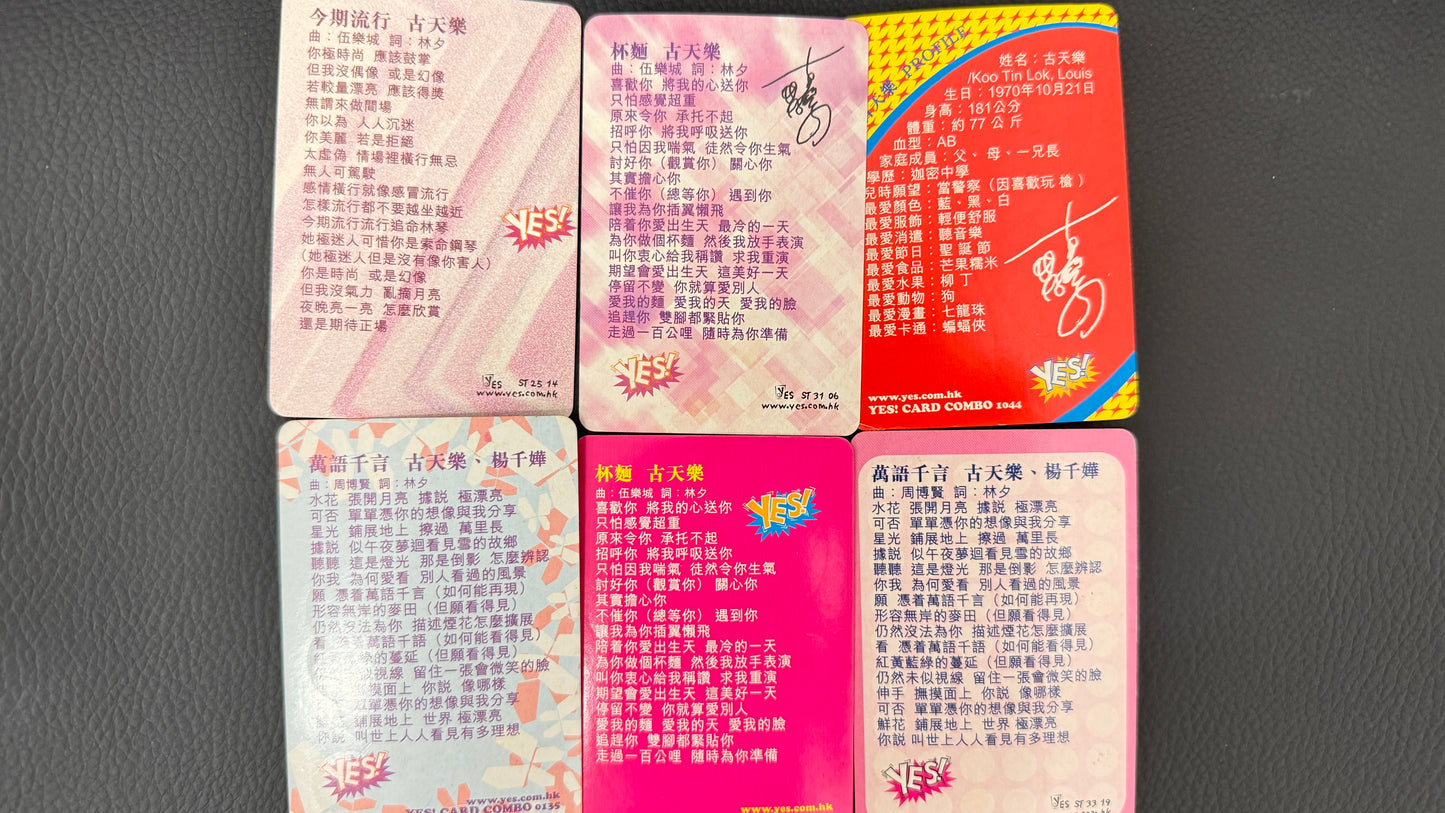 今期流行 古天樂
曲：伍樂城 詞：林夕
你極時尚 應該鼓掌
但我沒偶像 或是幻像
若較量漂亮 應該得獎
無謂來做閒場
你以為 人人沉迷
你美麗 若是拒絕
太虛偽 情場裡橫行無忌
無人可駕駛
感情橫行就像感冒流行
怎樣流行都不要越坐越近
今期流行流行追命林琴
她極迷人可惜你是索命鋼琴
（她極迷人但是沒有像你害人）
你是時尚 或是幻像
但我沒氣力 亂摘月亮
夜晚亮一亮 怎麼欣賞
還是期待正場
YES!
YES ST 25 14
www.yes.com.hk
杯麵 古天樂
曲：伍樂城 詞：林夕
喜歡你 將我的心送你
只怕感覺超重
原來令你 承托不起
招呼你 將我呼吸送你
只怕因我喘氣 徒然令你生氣
討好你（觀賞你） 關心你
其實擔心你
不催你（總等你） 遇到你
讓我為你插翼懶飛
陪着你愛出生天 最冷的一天
為你做個杯麵 然後我放手表演
叫你衷心給我稱讚 求我重演
期望會愛出生天 這美好一天
停留不變 你就算愛別人
愛我的麵 愛我的天 愛我的臉
追趕你 雙腳都緊貼你
走過一百公哩 隨時為你準備
YES!
YES ST 31 06
www.yes.com.hk
天樂 PROFILE
姓名：古天樂
/Koo Tin Lok, Louis
生日：1970年10月21日
身高：181公分
體重：約 77 公 斤
血型：AB
家庭成員：父、母、一兄長
學歷：迦密中學
兒時願望：當警察（因喜歡玩 槍 ）
最愛顏色：藍、黑、白
最愛服飾：輕便舒服
最愛消遣：聽音樂
最愛節日：聖 誕 節
最愛食品：芒果糯米
最愛水果：柳 丁
最愛動物：狗
最愛漫畫：七龍珠
最愛卡通：蝙蝠俠
YES!
www.yes.com.hk
YES! CARD COMBO 1044
萬語千言 古天樂、楊千嬅
曲：周博賢 詞：林夕
水花 張開月亮 據說 極漂亮
可否 單單憑你的想像與我分享
星光 鋪展地上 擦過 萬里長
據說 似午夜夢迴看見雪的故鄉
聽聽 這是燈光 那是倒影 怎麼辨認
你我 為何愛看 別人看過的風景
願 憑着萬語千言（如何能再現）
形容無岸的麥田（但願看得見）
仍然沒法為你 描述煙花怎麼擴展
看 憑着萬語千語（如何能看得見）
紅 綠的蔓延（但願看得見）
似視線 留住一張會微笑的臉
撫摸面上 你說 像哪樣
單單憑你的想像與我分享
鋪展地上 世界 極漂亮
你說 叫世上人人看見有多理想
YES!
www.yes.com.hk
YES! CARD COMBO 0135
杯麵 古天樂
曲：伍樂城 詞：林夕
喜歡你 將我的心送你
只怕感覺超重
原來令你 承托不起
招呼你 將我呼吸送你
只怕因我喘氣 徒然令你生氣
討好你（觀賞你） 關心你
其實擔心你
不催你（總等你） 遇到你
讓我為你插翼懶飛
陪着你愛出生天 最冷的一天
為你做個杯麵 然後我放手表演
叫你衷心給我稱讚 求我重演
期望會愛出生天 這美好一天
停留不變 你就算愛別人
愛我的麵 愛我的天 愛我的臉
追趕你 雙腳都緊貼你
走過一百公哩 隨時為你準備
YES!
www.yes.com.hk
萬語千言 古天樂、楊千嬅
曲：周博賢 詞：林夕
水花 張開月亮 據說 極漂亮
可否 單單憑你的想像與我分享
星光 鋪展地上 擦過 萬里長
據說 似午夜夢迴看見雪的故鄉
聽聽 這是燈光 那是倒影 怎麼辨認
你我 為何愛看 別人看過的風景
願 憑着萬語千言（如何能再現）
形容無岸的麥田（但願看得見）
仍然沒法為你 描述煙花怎麼擴展
看 憑着萬語千語（如何能看得見）
紅黃藍綠的蔓延（但願看得見）
仍然未似視線 留住一張會微笑的臉
伸手 撫摸面上 你說 像哪樣
可否 單單憑你的想像與我分享
鮮花 鋪展地上 世界 極漂亮
你說 叫世上人人看見有多理想
YES!
YES ST 33 19